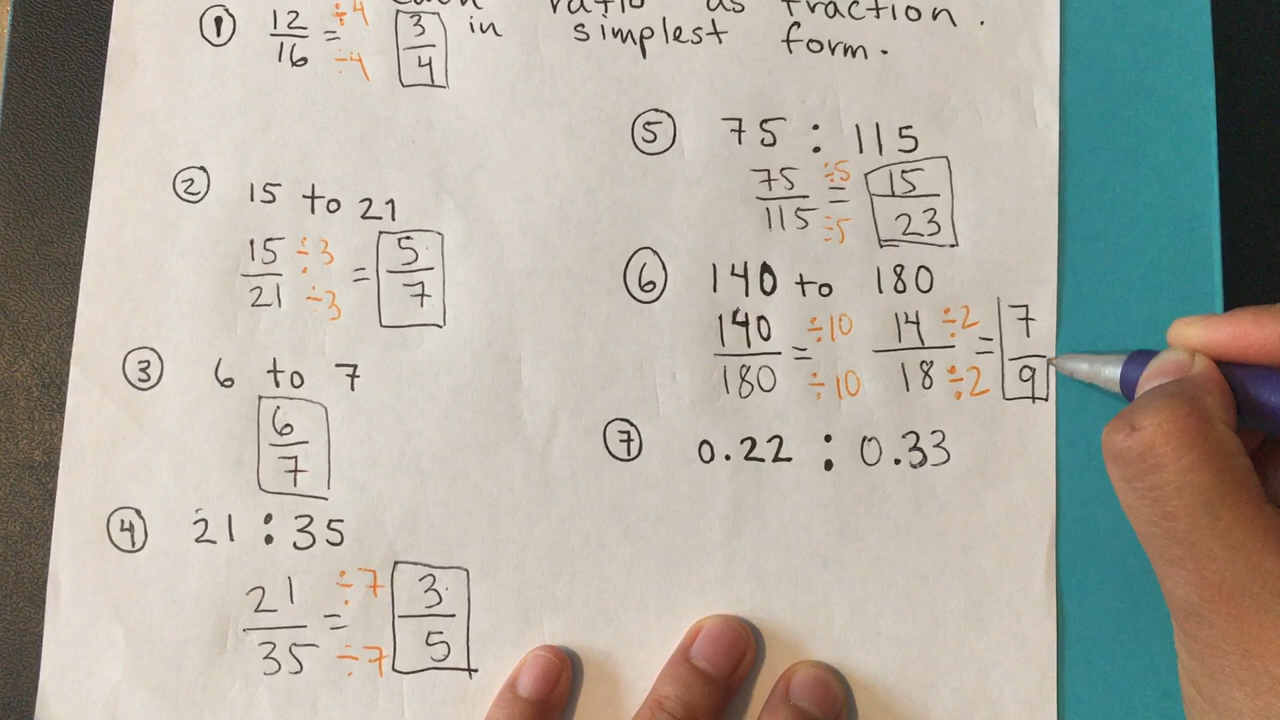 ratio as fraction.
in simplest form.
① 12/16 ÷4/÷4 = 3/4
② 15 to 21
15/21 ÷3/÷3 = 5/7
③ 6 to 7
6/7
④ 21 : 35
21/35 = ÷7/÷7 3/5
⑤ 75 : 115
75/115 ÷5/÷5 = 15/23
⑥ 140 to 180
140/180 = ÷10/÷10 14/18 ÷2/÷2 = 7/9
⑦ 0.22 : 0.33